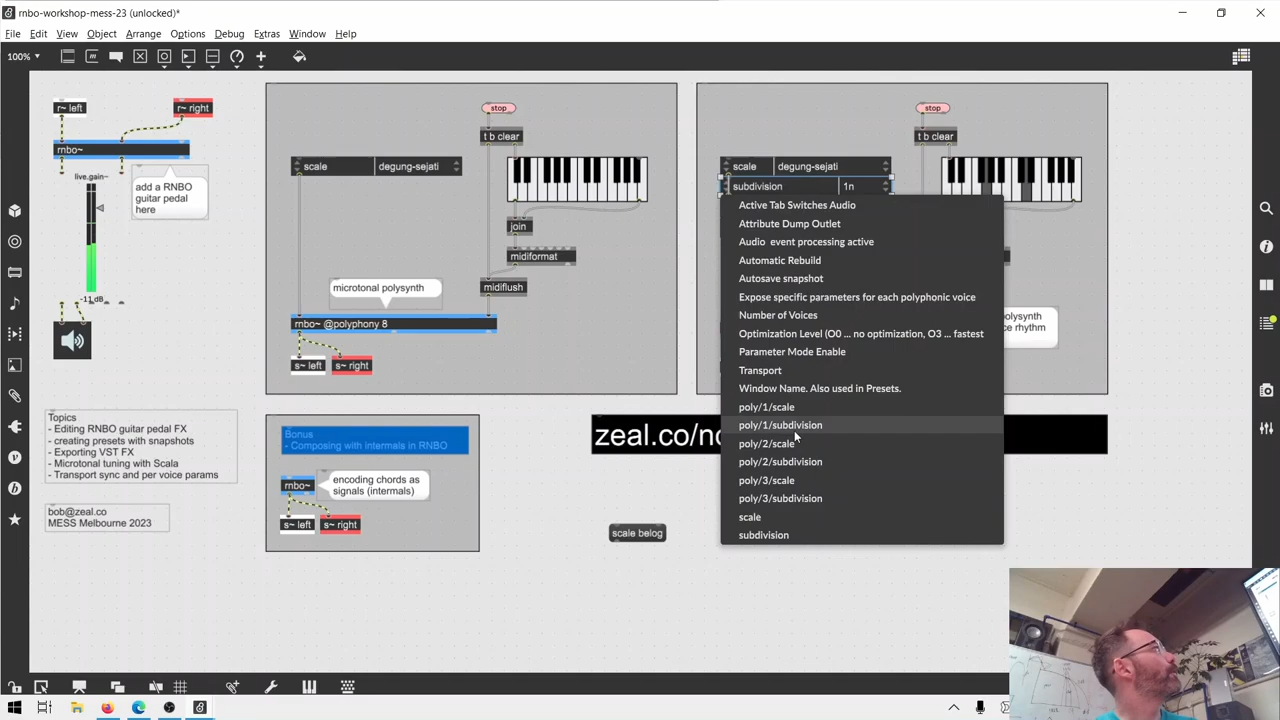 rnbo-workshop-mess-23 (unlocked)*
File Edit View Object Arrange Options Debug Extras Window Help
100%
r~ left
r~ right
rnbo~
live.gain~
add a RNBO
guitar pedal
here
-11 dB
stop
t b clear
scale
degung-sejati
join
midiformat
microtonal polysynth
midiflush
rnbo~ @polyphony 8
s~ left
s~ right
stop
t b clear
scale
degung-sejati
subdivision
1n
Active Tab Switches Audio
Attribute Dump Outlet
Audio event processing active
Automatic Rebuild
Autosave snapshot
Expose specific parameters for each polyphonic voice
Number of Voices
Optimization Level (O0 ... no optimization, O3 ... fastest
Parameter Mode Enable
Transport
Window Name. Also used in Presets.
poly/1/scale
poly/1/subdivision
poly/2/scale
poly/2/subdivision
poly/3/scale
poly/3/subdivision
scale
subdivision
olysynth
ce rhythm
Topics
- Editing RNBO guitar pedal FX
- creating presets with snapshots
- Exporting VST FX
- Microtonal tuning with Scala
- Transport sync and per voice params
bob@zeal.co
MESS Melbourne 2023
Bonus
- Composing with intermals in RNBO
rnbo~
encoding chords as
signals (intermals)
s~ left
s~ right
zeal.co/no
scale belog